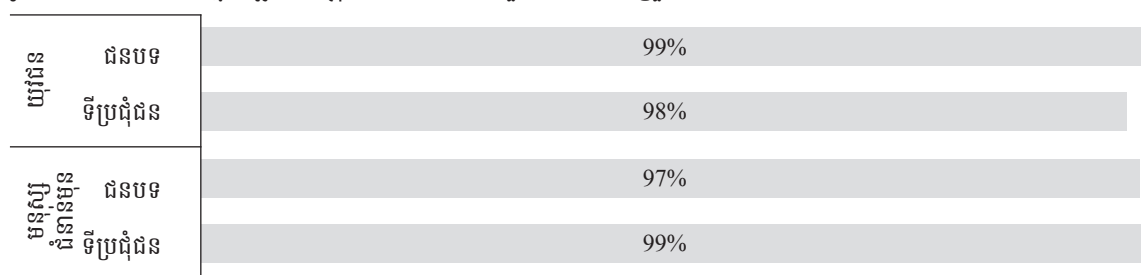 យុវជន
ជនបទ 99%
ទីប្រជុំជន 98%
មនុស្ស
ជំនាន់មុន
ជនបទ 97%
ទីប្រជុំជន 99%